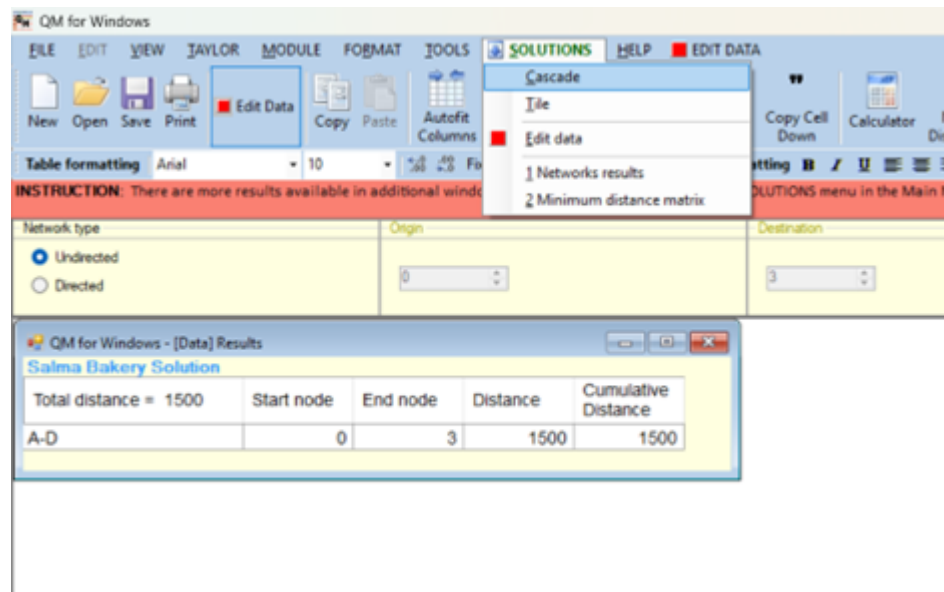 QM for Windows
FILE EDIT VIEW TAYLOR MODULE FORMAT TOOLS SOLUTIONS HELP EDIT DATA
Cascade
Tile
Edit data
1 Networks results
2 Minimum distance matrix
New Open Save Print Edit Data Copy Paste Autofit Columns Copy Cell Down Calculator
Table formatting Arial 10
INSTRUCTION: There are more results available in additional SOLUTIONS menu in the Main
Network type Origin Destination
Undirected
Directed
0 3
QM for Windows - [Data] Results
Salma Bakery Solution
Total distance = 1500 Start node End node Distance Cumulative Distance
A-D 0 3 1500 1500